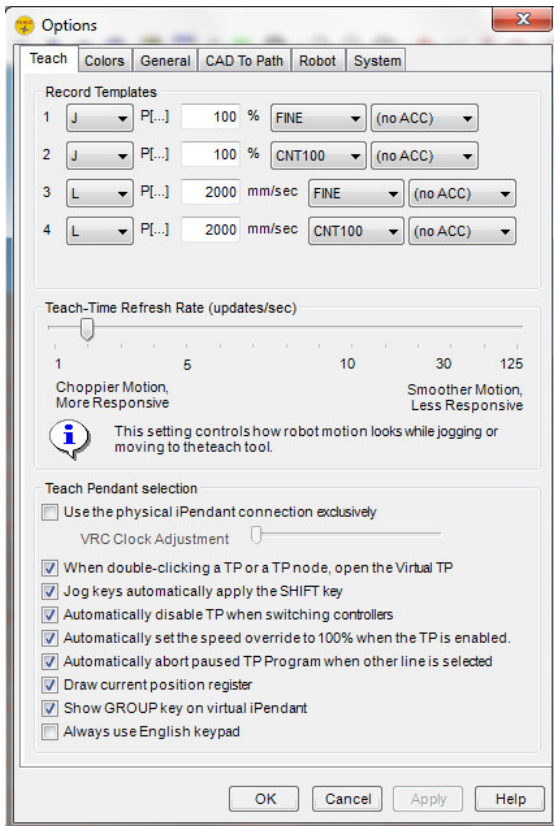 Options
Teach Colors General CAD To Path Robot System
Record Templates
1 J P[...] 100 % FINE (no ACC)
2 J P[...] 100 % CNT100 (no ACC)
3 L P[...] 2000 mm/sec FINE (no ACC)
4 L P[...] 2000 mm/sec CNT100 (no ACC)
Teach-Time Refresh Rate (updates/sec)
1 5 10 30 125
Choppier Motion, Smoother Motion,
More Responsive Less Responsive
This setting controls how robot motion looks while jogging or
moving to theteach tool.
Teach Pendant selection
Use the physical iPendant connection exclusively
VRC Clock Adjustment
When double-clicking a TP or a TP node, open the Virtual TP
Jog keys automatically apply the SHIFT key
Automatically disable TP when switching controllers
Automatically set the speed override to 100% when the TP is enabled.
Automatically abort paused TP Program when other line is selected
Draw current position register
Show GROUP key on virtual iPendant
Always use English keypad
OK Cancel Apply Help